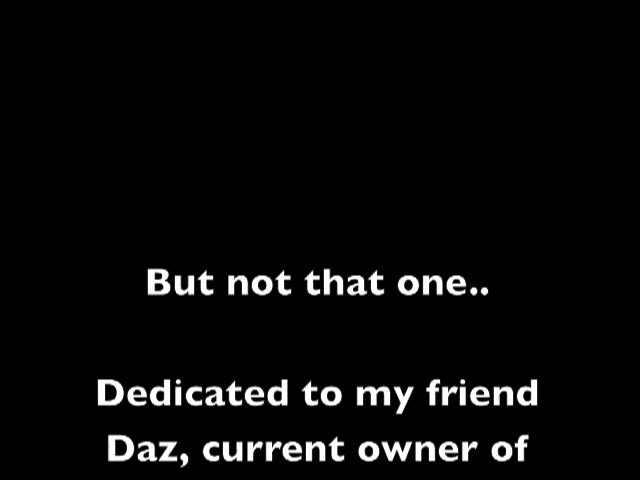 But not that one..
Dedicated to my friend
Daz, current owner of